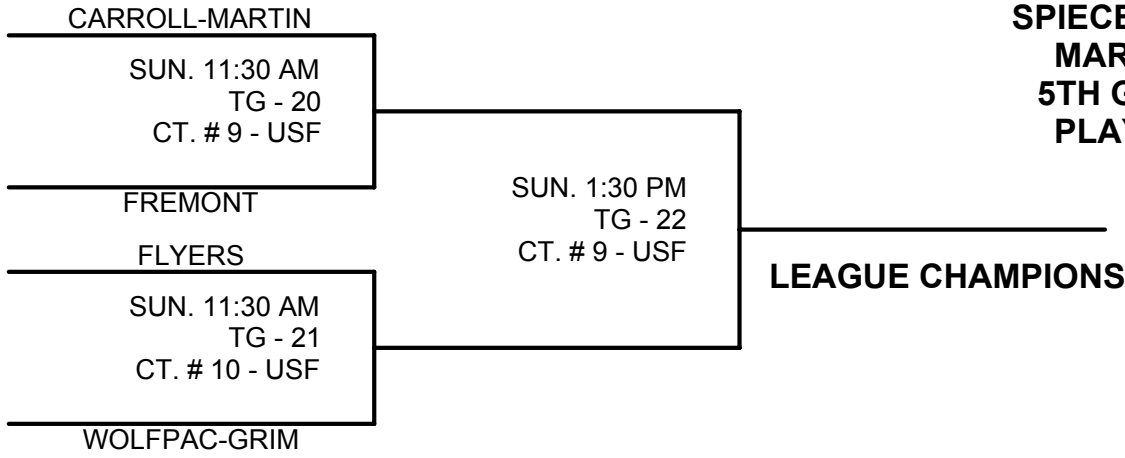 CARROLL-MARTIN
SUN. 11:30 AM
TG - 20
CT. # 9 - USF
FREMONT
FLYERS
SUN. 11:30 AM
TG - 21
CT. # 10 - USF
WOLFPAC-GRIM
SUN. 1:30 PM
TG - 22
CT. # 9 - USF
5TH
LEAGUE CHAMPIONS